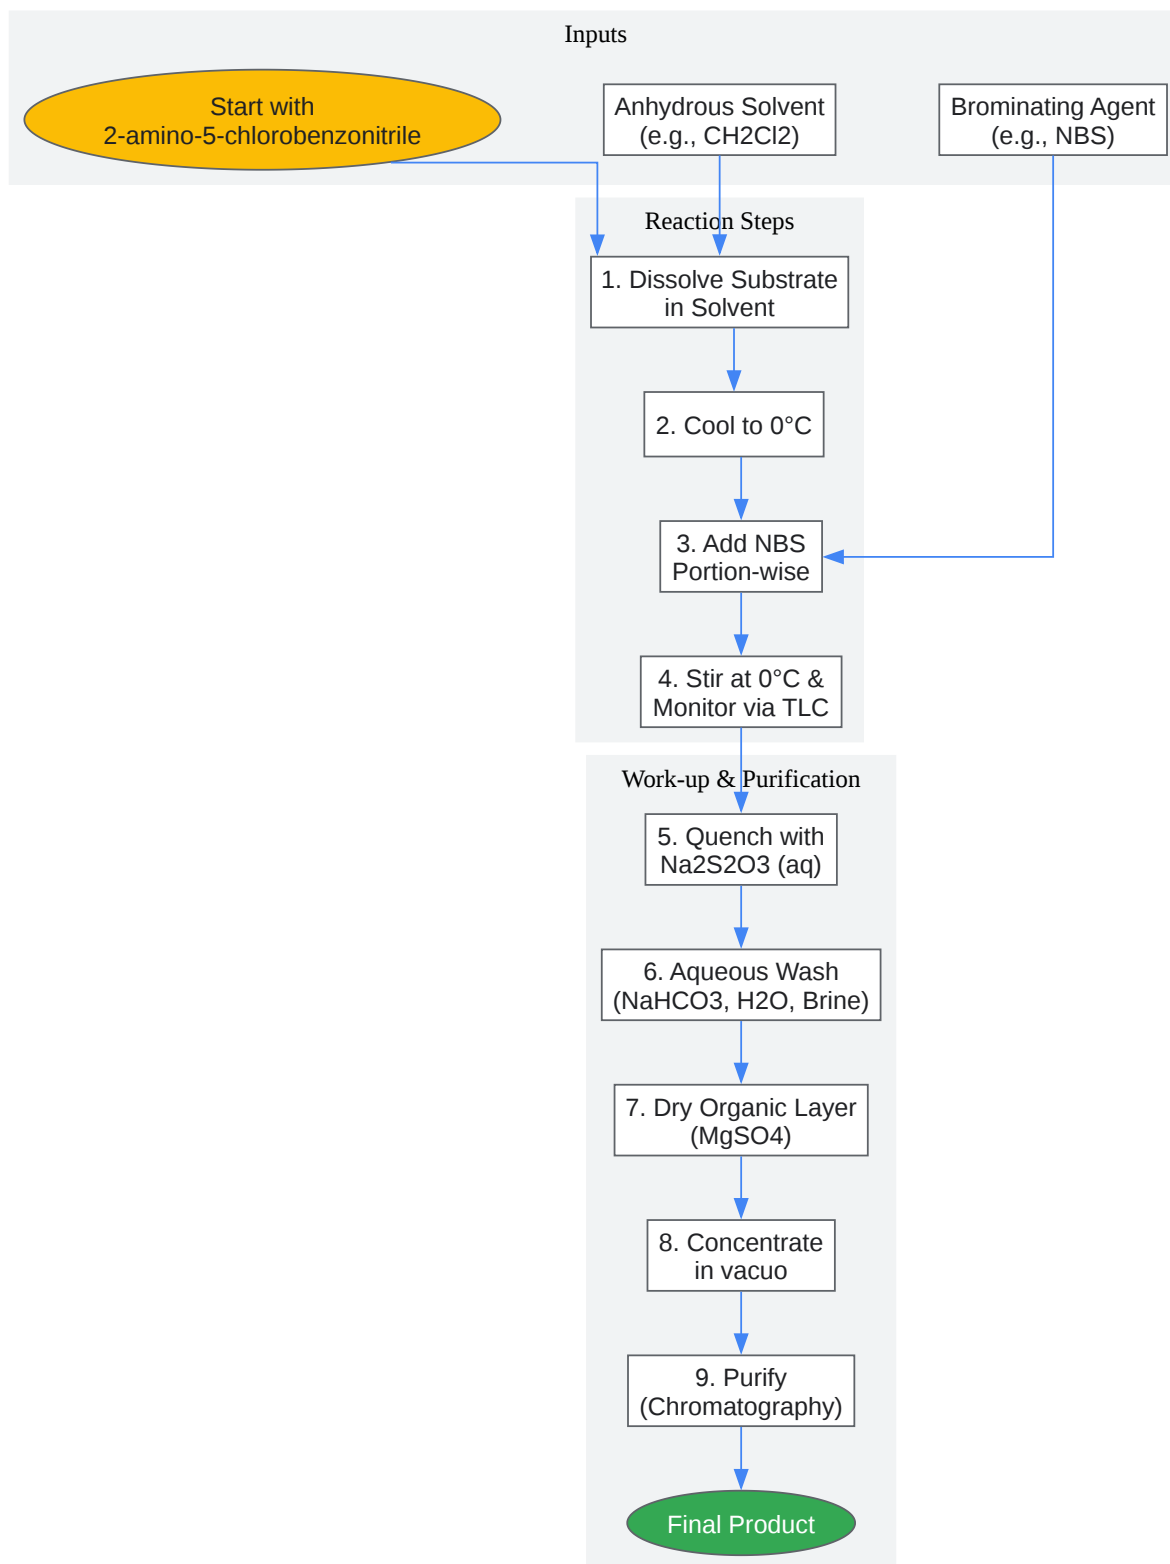 Inputs
Start with
2-amino-5-chlorobenzonitrile
Anhydrous Solvent
(e.g., CH2Cl2)
Brominating Agent
(e.g., NBS)
Reaction Steps
1. Dissolve Substrate
in Solvent
2. Cool to 0°C
3. Add NBS
Portion-wise
4. Stir at 0°C &
Monitor via TLC
Work-up & Purification
5. Quench with
Na2S2O3 (aq)
6. Aqueous Wash
(NaHCO3, H2O, Brine)
7. Dry Organic Layer
(MgSO4)
8. Concentrate
in vacuo
9. Purify
(Chromatography)
Final Product